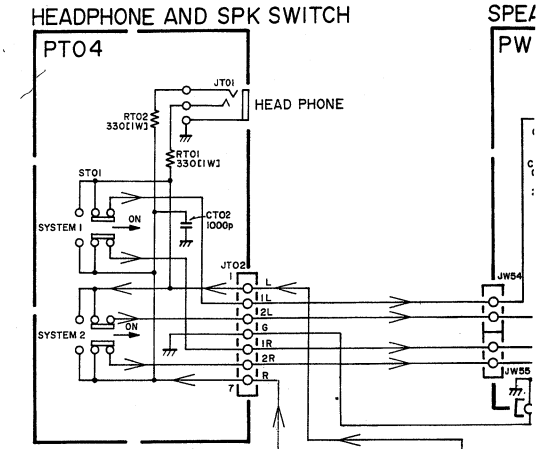 HEADPHONE AND SPK SWITCH
SPEA
PT04
PW
JT01
HEAD PHONE
RT02
330[1W]
RT01
330[1W]
ST01
ON
SYSTEM 1
CT02
1000p
JT02
1
L
JW54
1L
2L
G
ON
SYSTEM 2
1R
2R
JW55
7
R